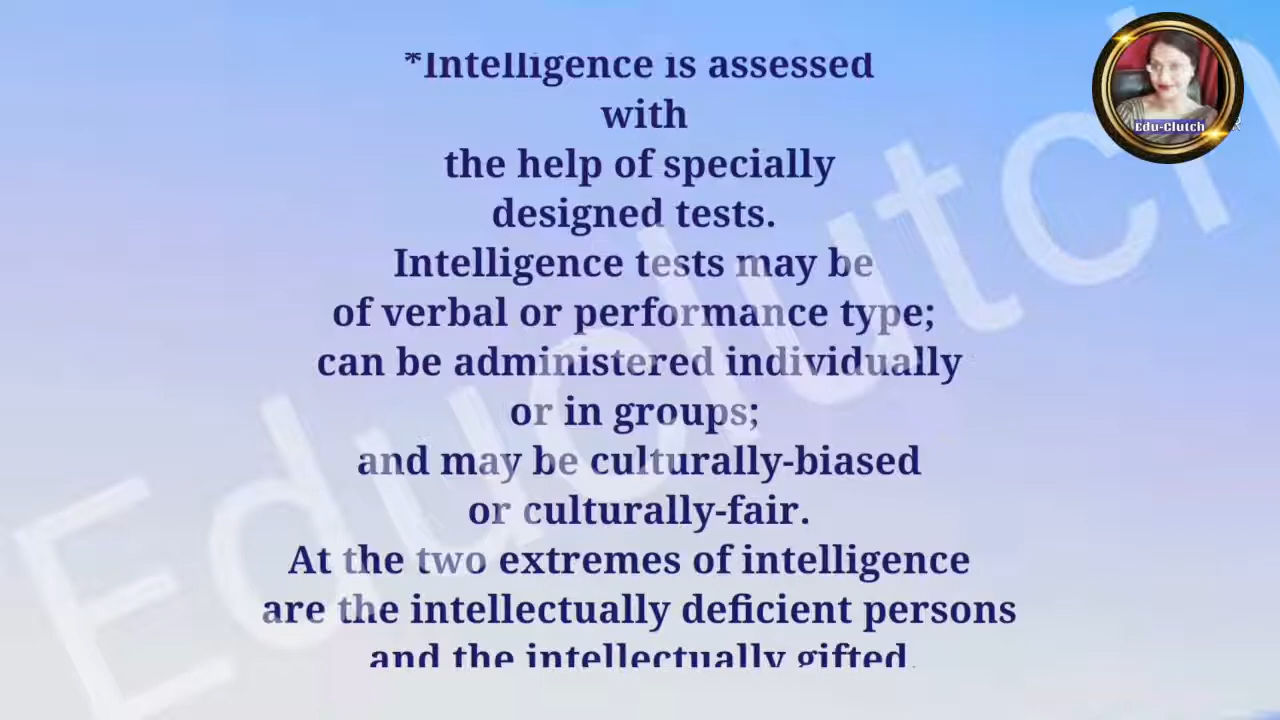 *Intelligence is assessed
with
the help of specially
designed tests.
Intelligence tests may be
of verbal or performance type;
can be administered individually
or in groups;
and may be culturally-biased
or culturally-fair.
At the two extremes of intelligence
are the intellectually deficient persons
and the intellectually gifted.
Edu-Clutch
Educlutch